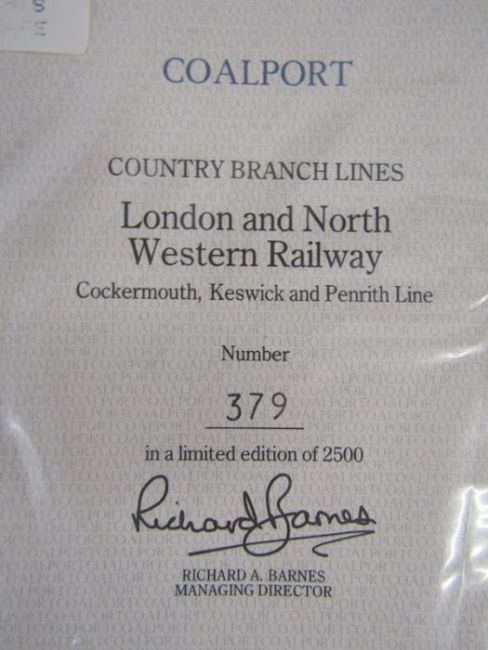 S
E
COALPORT
COUNTRY BRANCH LINES
London and North
Western Railway
Cockermouth, Keswick and Penrith Line
Number
379
in a limited edition of 2500
Richard Barnes
RICHARD A. BARNES
MANAGING DIRECTOR